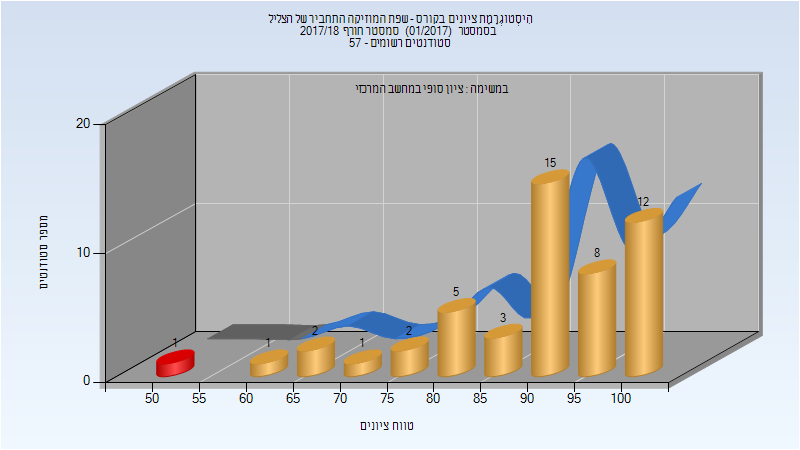 היסטוגרמת ציונים בקורס - שפת המוזיקה התחביר של הצליל
בסמסטר (01/2017) סמסטר חורף 2017/18
סטודנטים רשומים - 57
במשימה : ציון סופי במחשב המרכזי
מספר סטודנטים
20
10
0
1
1
2
1
2
5
3
15
8
12
50 55 60 65 70 75 80 85 90 95 100
טווח ציונים